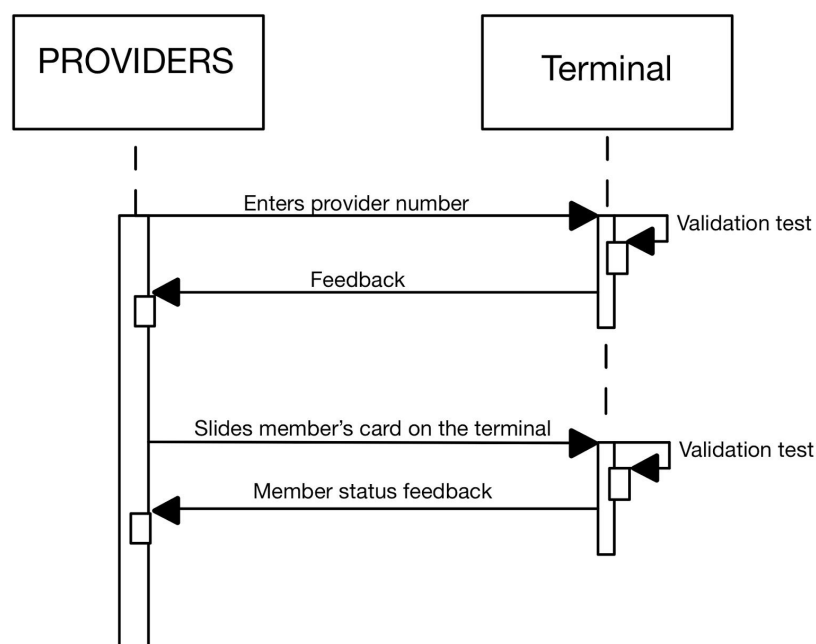 PROVIDERS
Terminal
Enters provider number
Validation test
Feedback
Slides member’s card on the terminal
Validation test
Member status feedback